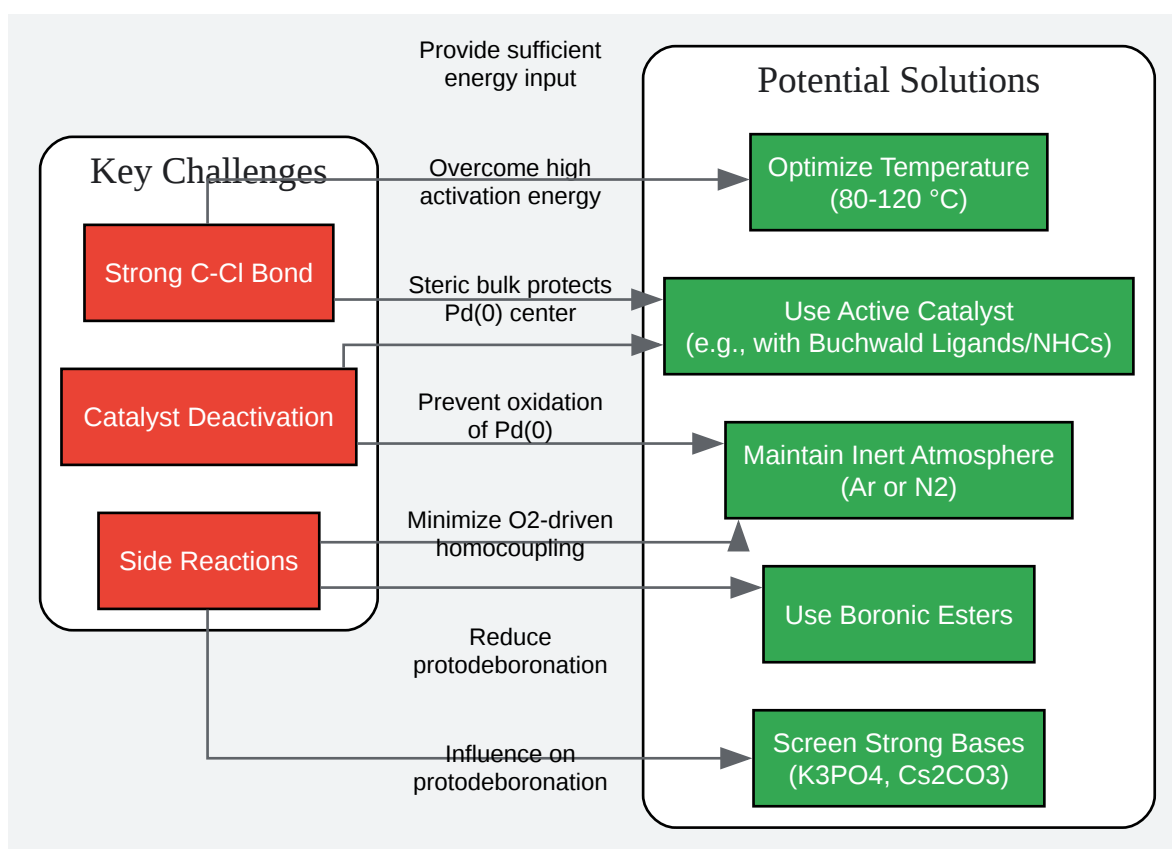 Provide sufficient
energy input
Potential Solutions
Key Challenges
Overcome high
activation energy
Optimize Temperature
(80-120 °C)
Strong C-Cl Bond
Steric bulk protects
Pd(0) center
Use Active Catalyst
(e.g., with Buchwald Ligands/NHCs)
Catalyst Deactivation
Prevent oxidation
of Pd(0)
Maintain Inert Atmosphere
(Ar or N2)
Side Reactions
Minimize O2-driven
homocoupling
Use Boronic Esters
Reduce
protodeboronation
Influence on
protodeboronation
Screen Strong Bases
(K3PO4, Cs2CO3)